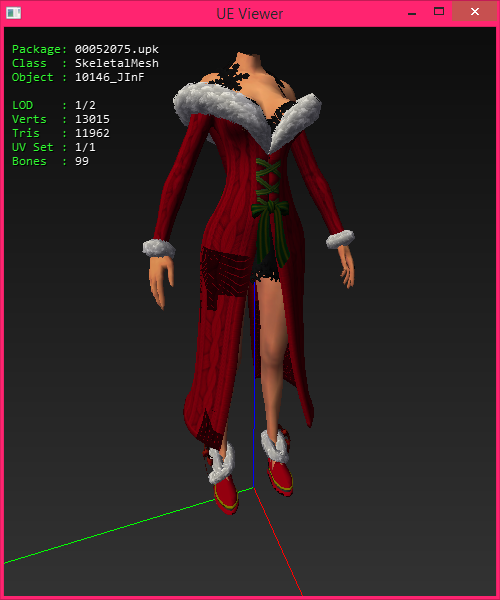 UE Viewer
Package: 00052075.upk
Class  : SkeletalMesh
Object : 10146_JInF
LOD    : 1/2
Verts  : 13015
Tris   : 11962
UV Set : 1/1
Bones  : 99